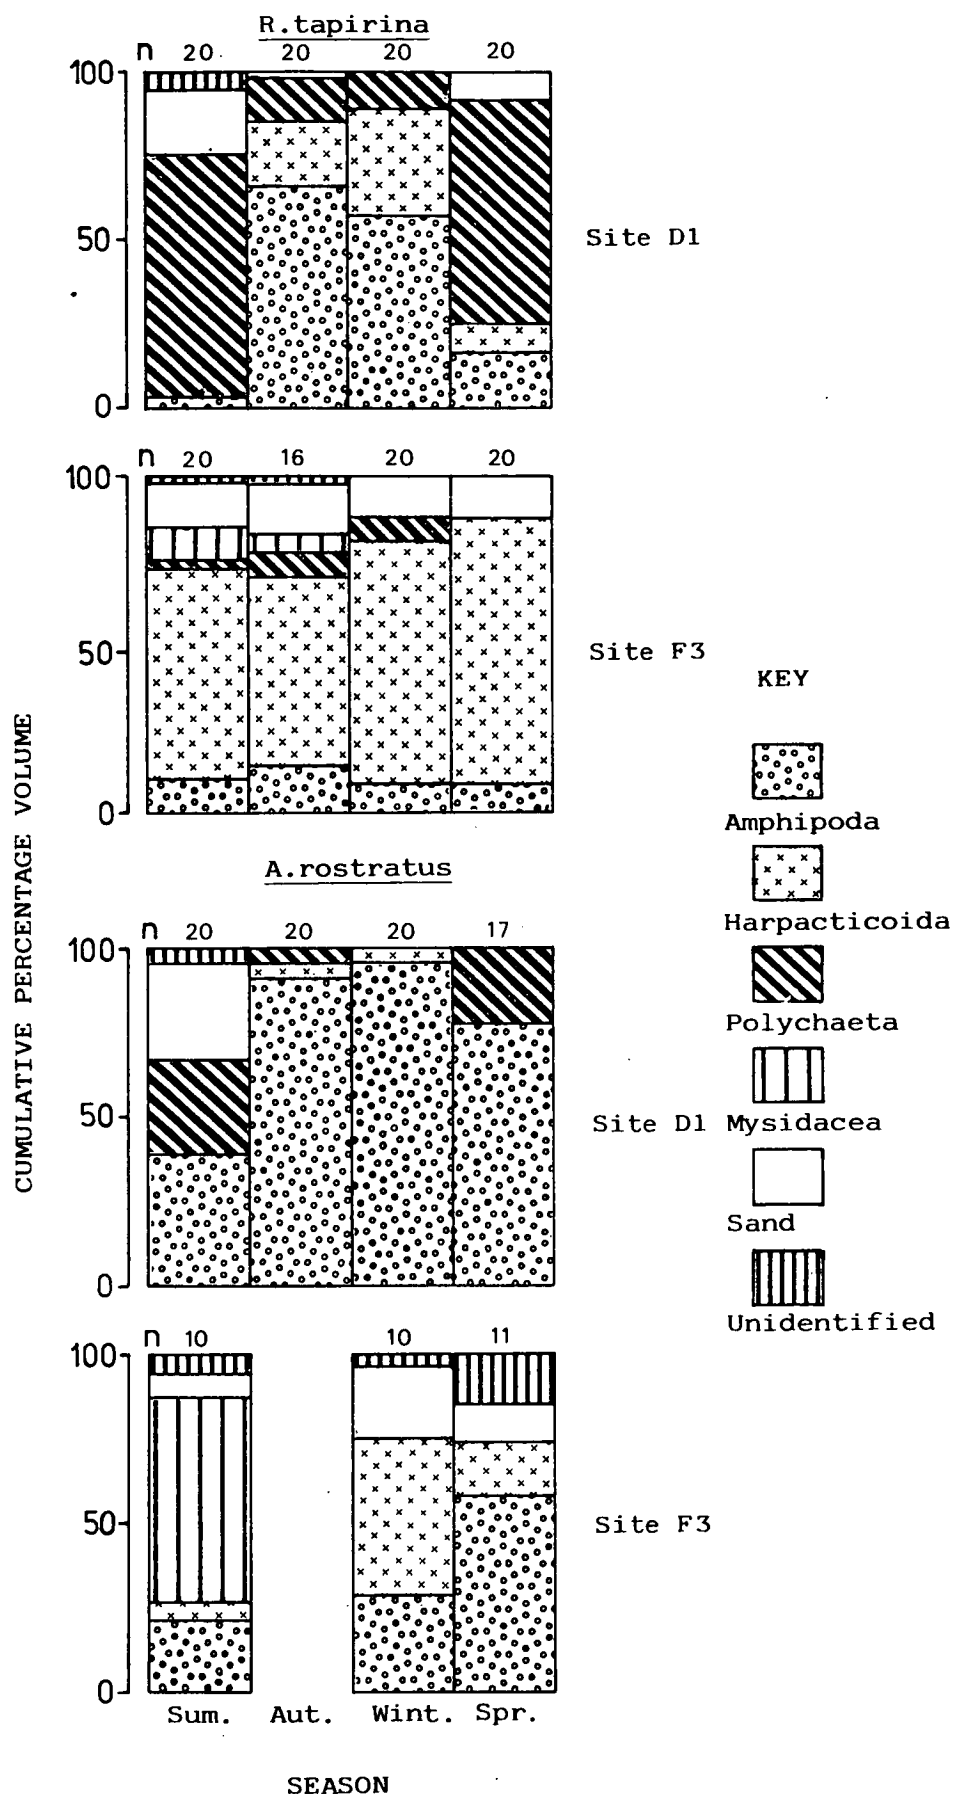 R.tapirina
n 20 20 20 20
100
50
0
Site D1
n 20 16 20 20
100
50
0
Site F3
A.rostratus
n 20 20 20 17
100
50
0
Site D1
n 10 10 11
100
50
0
Site F3
Sum. Aut. Wint. Spr.
SEASON
CUMULATIVE PERCENTAGE VOLUME
KEY
Amphipoda
Harpacticoida
Polychaeta
Mysidacea
Sand
Unidentified